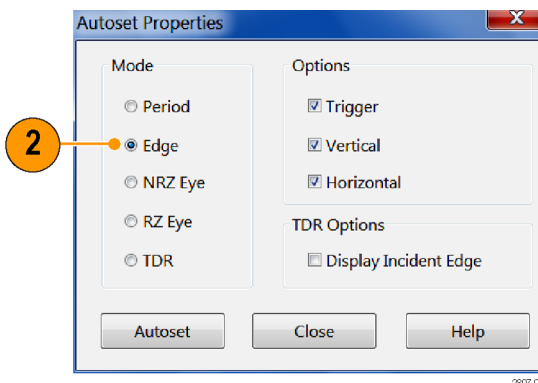 Autoset Properties
X
Mode
Period
Edge
NRZ Eye
RZ Eye
TDR
2
Options
Trigger
Vertical
Horizontal
TDR Options
Display Incident Edge
Autoset
Close
Help